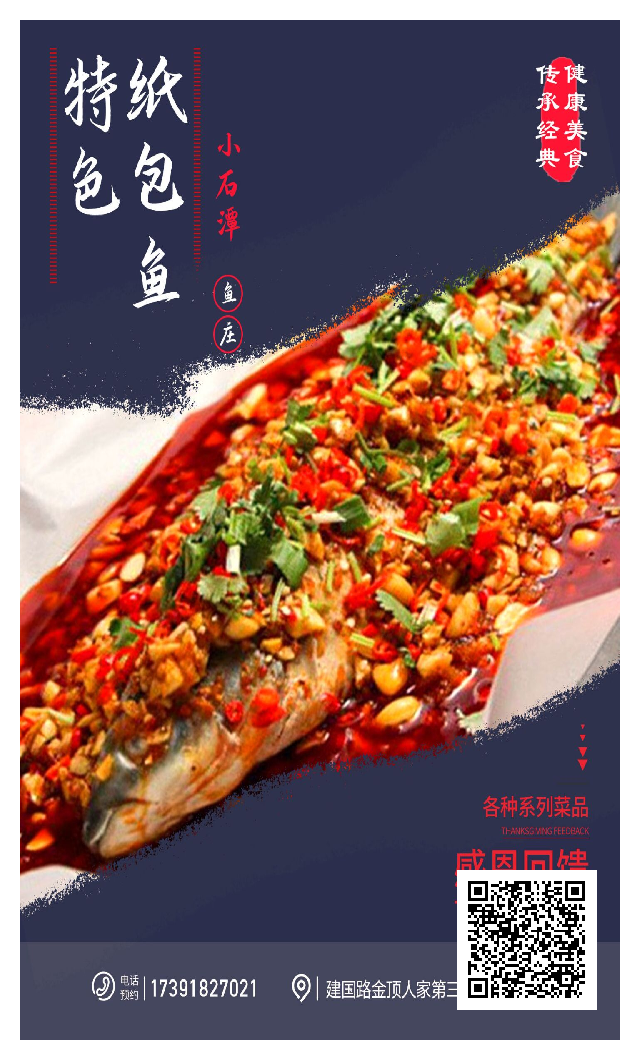 特色
纸包鱼
小石潭
鱼庄
健康美食
传承经典
各种系列菜品
THANKSGIVING FEEDBACK
感恩回馈
电话
预约
17391827021
建国路金顶人家第三